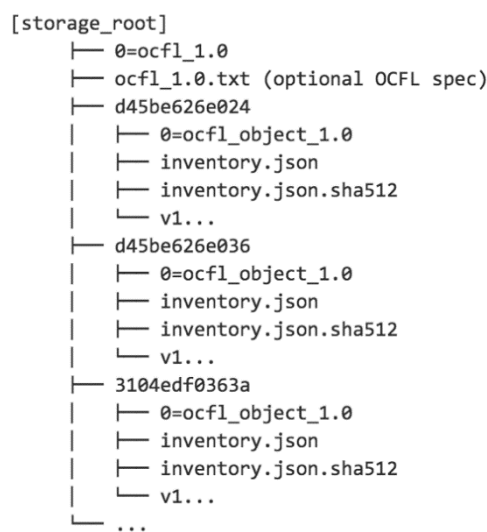 [storage_root]
├── 0=ocfl_1.0
├── ocfl_1.0.txt (optional OCFL spec)
├── d45be626e024
│   ├── 0=ocfl_object_1.0
│   ├── inventory.json
│   ├── inventory.json.sha512
│   └── v1...
├── d45be626e036
│   ├── 0=ocfl_object_1.0
│   ├── inventory.json
│   ├── inventory.json.sha512
│   └── v1...
├── 3104edf0363a
│   ├── 0=ocfl_object_1.0
│   ├── inventory.json
│   ├── inventory.json.sha512
│   └── v1...
└── ...